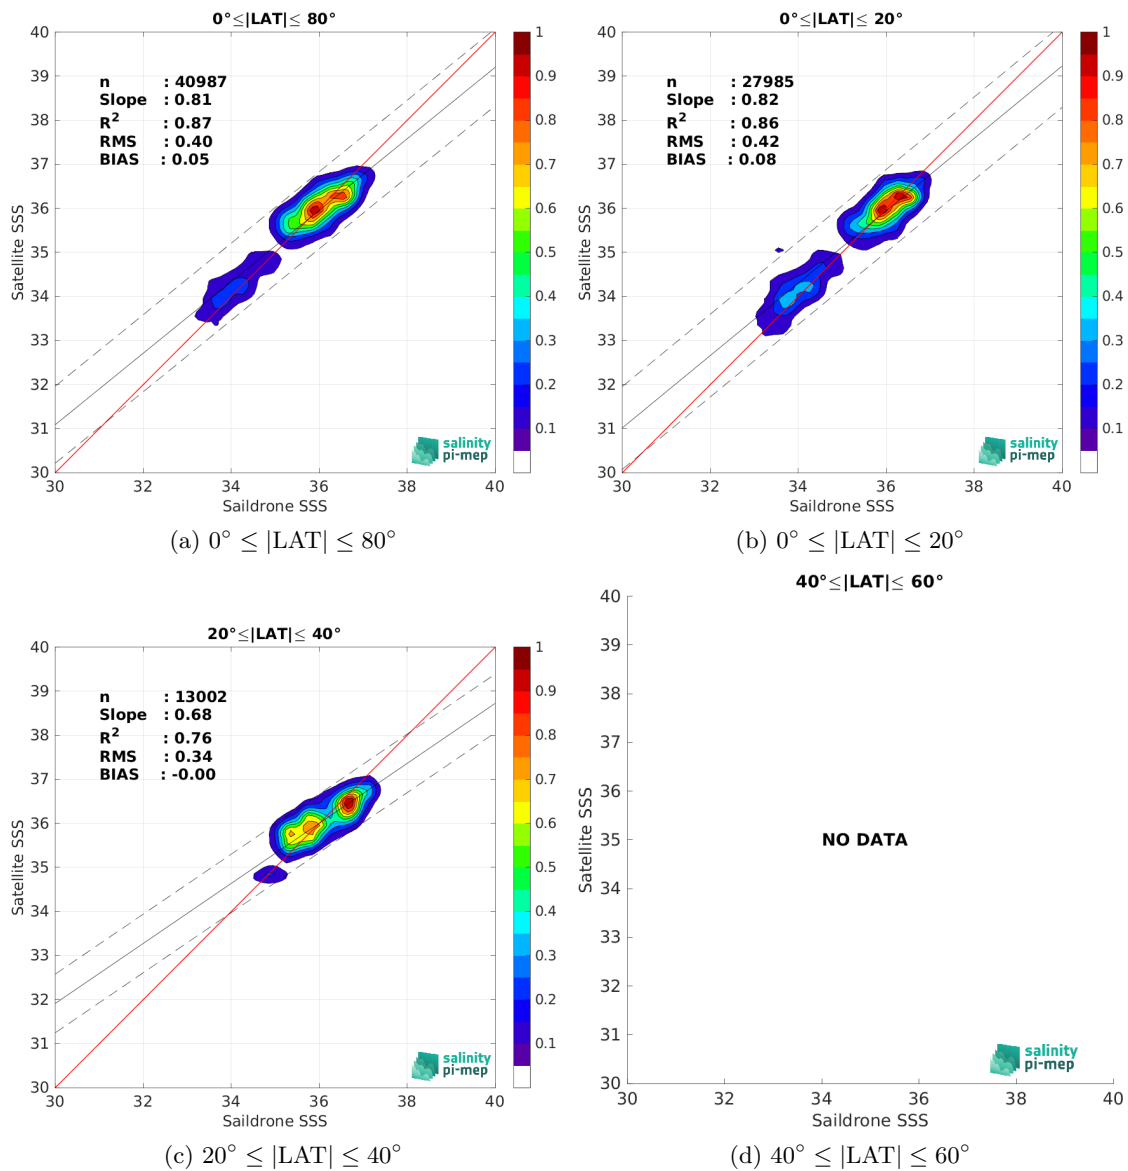 0°≤|LAT|≤ 80°
40
39
38
37
36
35
34
33
32
31
30
Satellite SSS
n : 40987
Slope : 0.81
R² : 0.87
RMS : 0.40
BIAS : 0.05
salinity
pi-mep
30 32 34 36 38 40
Saildrone SSS
1
0.9
0.8
0.7
0.6
0.5
0.4
0.3
0.2
0.1
(a) 0° ≤ |LAT| ≤ 80°
0°≤|LAT|≤ 20°
40
39
38
37
36
35
34
33
32
31
30
Satellite SSS
n : 27985
Slope : 0.82
R² : 0.86
RMS : 0.42
BIAS : 0.08
salinity
pi-mep
30 32 34 36 38 40
Saildrone SSS
1
0.9
0.8
0.7
0.6
0.5
0.4
0.3
0.2
0.1
(b) 0° ≤ |LAT| ≤ 20°
20°≤|LAT|≤ 40°
40
39
38
37
36
35
34
33
32
31
30
Satellite SSS
n : 13002
Slope : 0.68
R² : 0.76
RMS : 0.34
BIAS : -0.00
salinity
pi-mep
30 32 34 36 38 40
Saildrone SSS
1
0.9
0.8
0.7
0.6
0.5
0.4
0.3
0.2
0.1
(c) 20° ≤ |LAT| ≤ 40°
40°≤|LAT|≤ 60°
40
39
38
37
36
35
34
33
32
31
30
Satellite SSS
NO DATA
salinity
pi-mep
30 32 34 36 38 40
Saildrone SSS
(d) 40° ≤ |LAT| ≤ 60°